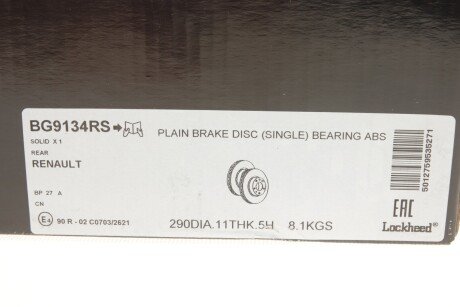 BG9134RS
SOLID X 1
REAR
RENAULT
BP 27 A
CN
E4 90 R - 02 C0703/2621
PLAIN BRAKE DISC (SINGLE) BEARING ABS
290DIA.11THK.5H 8.1KGS
5012759535271
EAC
Lockheed®